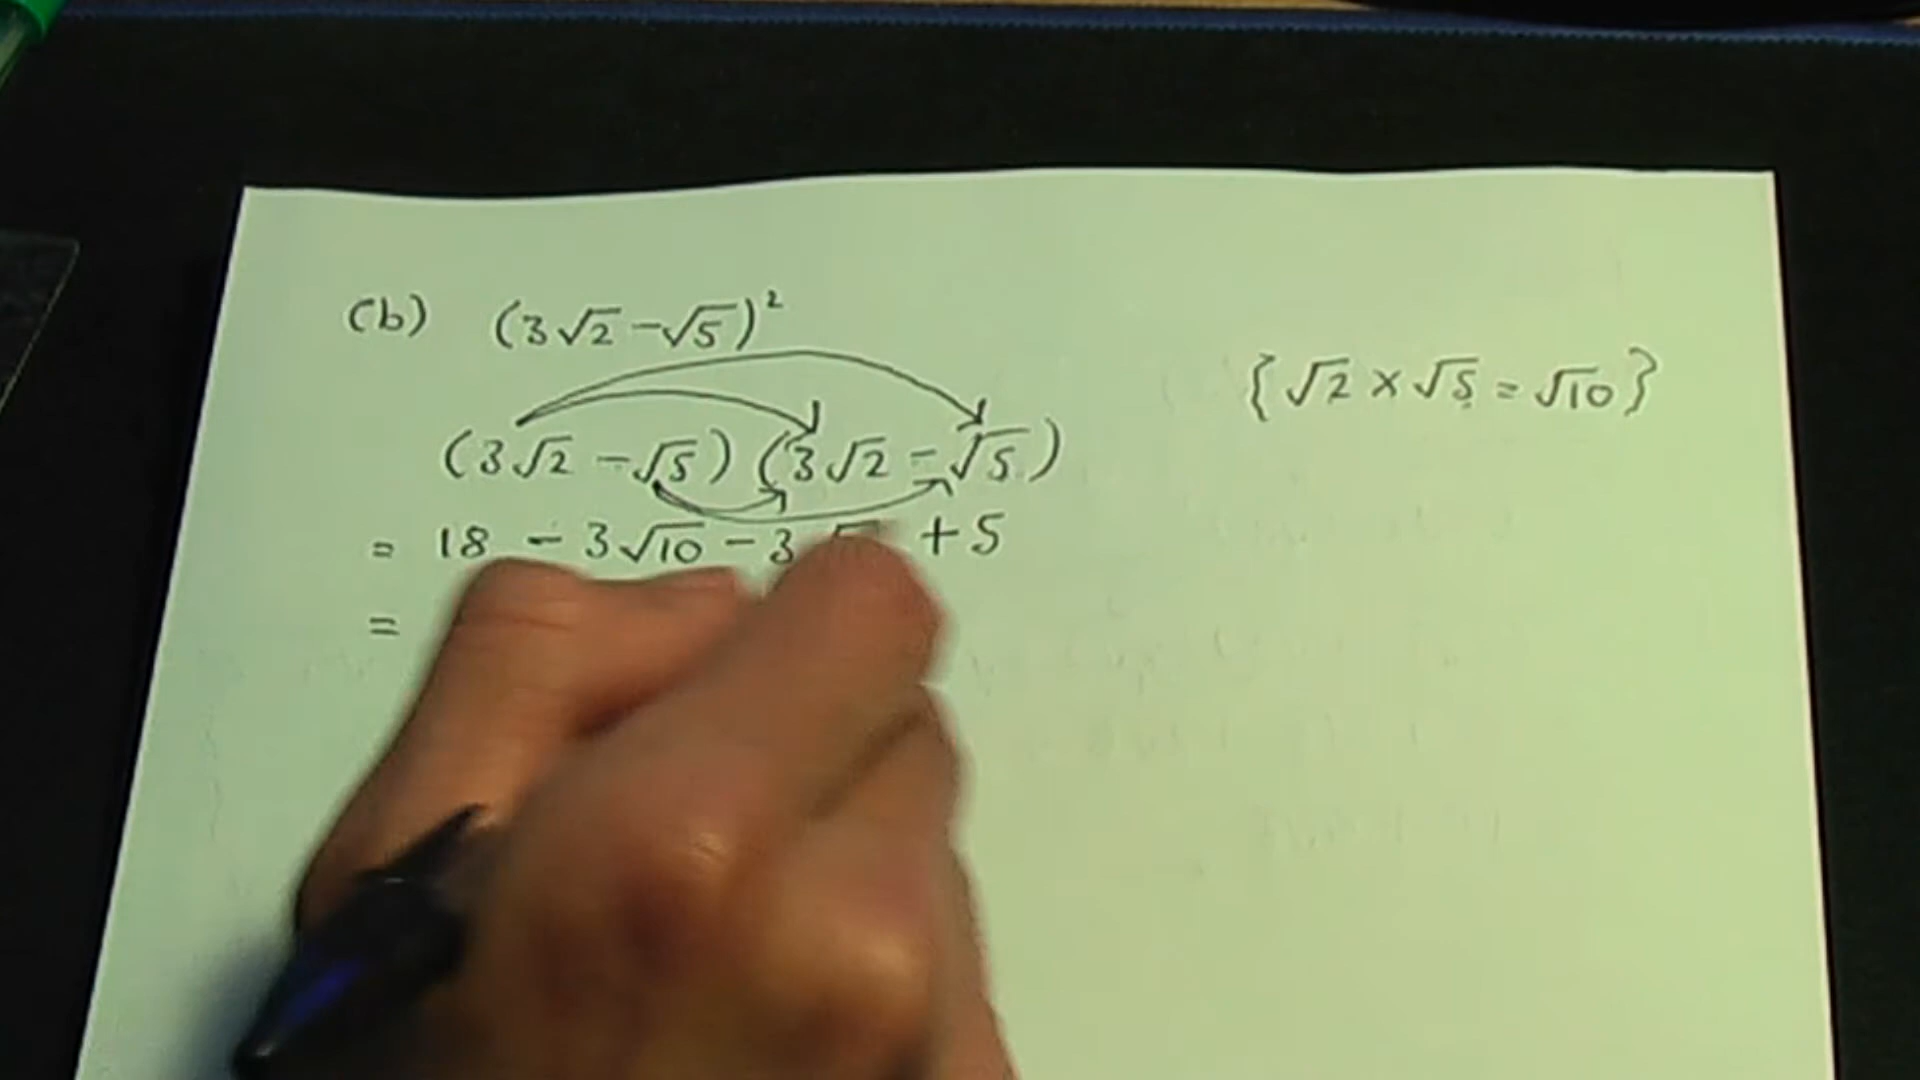 (b) (3√2 - √5)²
{√2 × √5 = √10}
(3√2 - √5) (3√2 - √5)
= 18 - 3√10 - 3 + 5
=